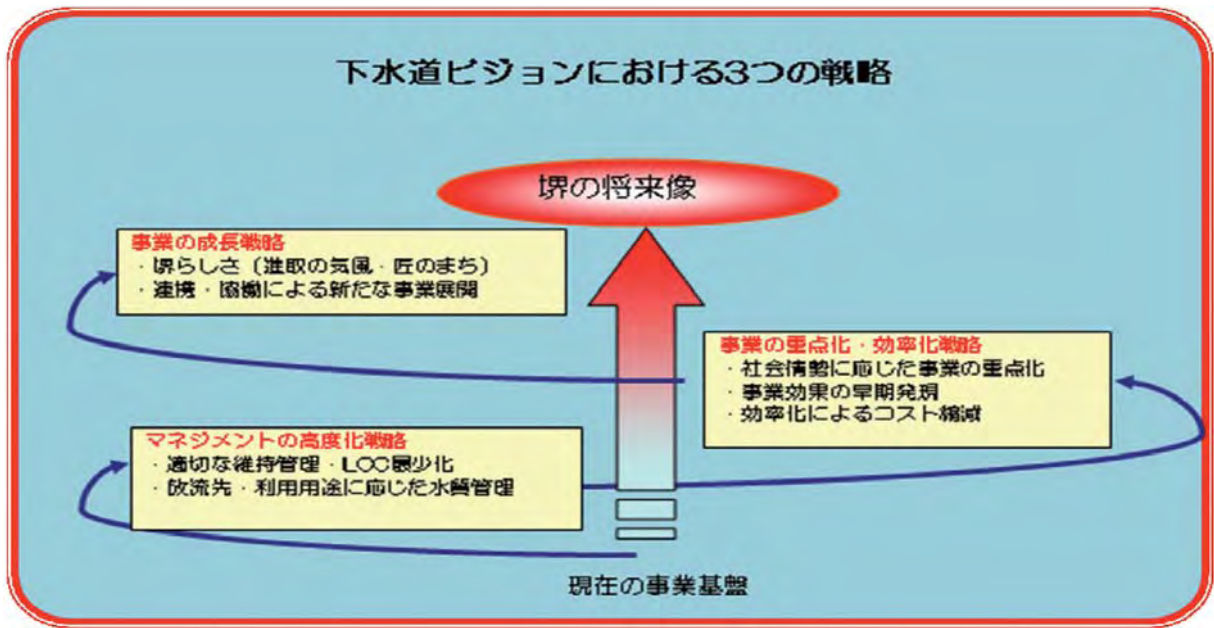 下水道ビジョンにおける3つの戦略
堺の将来像
事業の成長戦略
・堺らしさ（進取の気風・匠のまち）
・連携・協働による新たな事業展開
事業の重点化・効率化戦略
・社会情勢に応じた事業の重点化
・事業効果の早期発現
・効率化によるコスト縮減
マネジメントの高度化戦略
・適切な維持管理・LCC最少化
・放流先・利用用途に応じた水質管理
現在の事業基盤